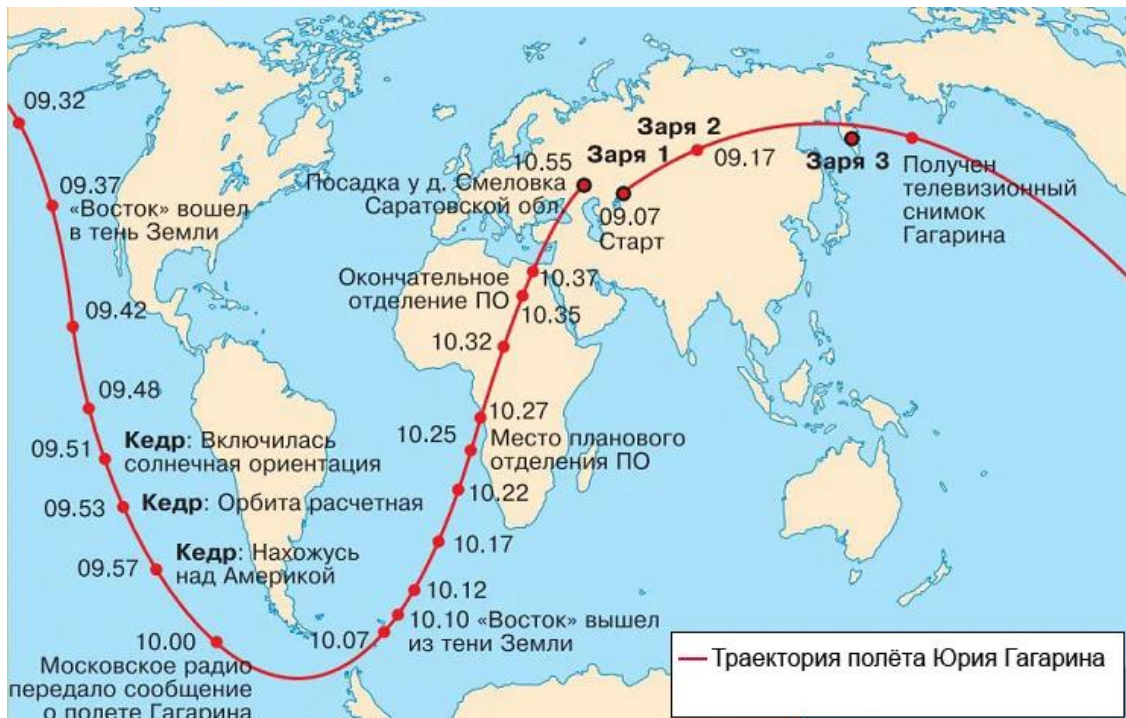 09.32
09.37
«Восток» вошел
в тень Земли
09.42
09.48
09.51
Кедр: Включилась
солнечная ориентация
09.53
Кедр: Орбита расчетная
09.57
Кедр: Нахожусь
над Америкой
10.00
Московское радио
передало сообщение
о полете Гагарина
10.07
10.10 «Восток» вышел
из тени Земли
10.12
10.17
10.22
10.25
10.27
Место планового
отделения ПО
10.32
10.35
10.37
Окончательное
отделение ПО
10.55
Посадка у д. Смеловка
Саратовской обл.
Заря 1
09.07
Старт
Заря 2
09.17
Заря 3
Получен
телевизионный
снимок
Гагарина
Траектория полёта Юрия Гагарина